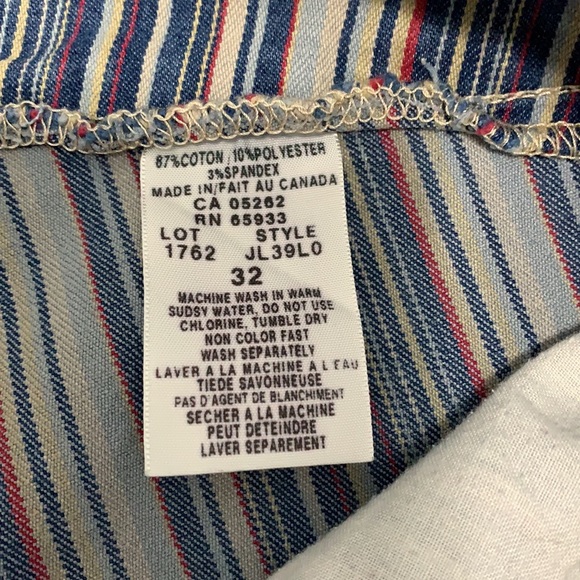 87%COTON / 10%POLYESTER
3%SPANDEX
MADE IN/FAIT AU CANADA
CA 05262
RN 65933
LOT STYLE
1762 JL39L0
32
MACHINE WASH IN WARM
SUDSY WATER, DO NOT USE
CHLORINE, TUMBLE DRY
NON COLOR FAST
WASH SEPARATELY
LAVER A LA MACHINE A L'EAU
TIEDE SAVONNEUSE
PAS D'AGENT DE BLANCHIMENT
SECHER A LA MACHINE
PEUT DETEINDRE
LAVER SEPAREMENT